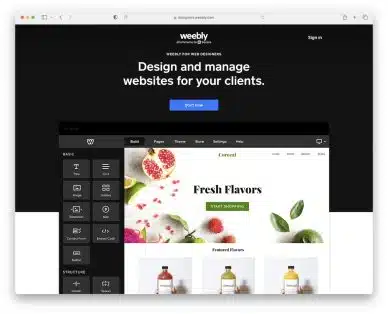 designers.weebly.com
weebly
Sign in
WEEBLY FOR WEB DESIGNERS
Design and manage
websites for your clients.
Start now
Build
Pages
Theme
Store
Settings
Help
BASIC
Title
Text
Image
Gallery
Slideshow
Map
Contact Form
Embed Code
Button
STRUCTURE
Divider
Spacer
Fresh Flavors
START SHOPPING
Featured Flavors